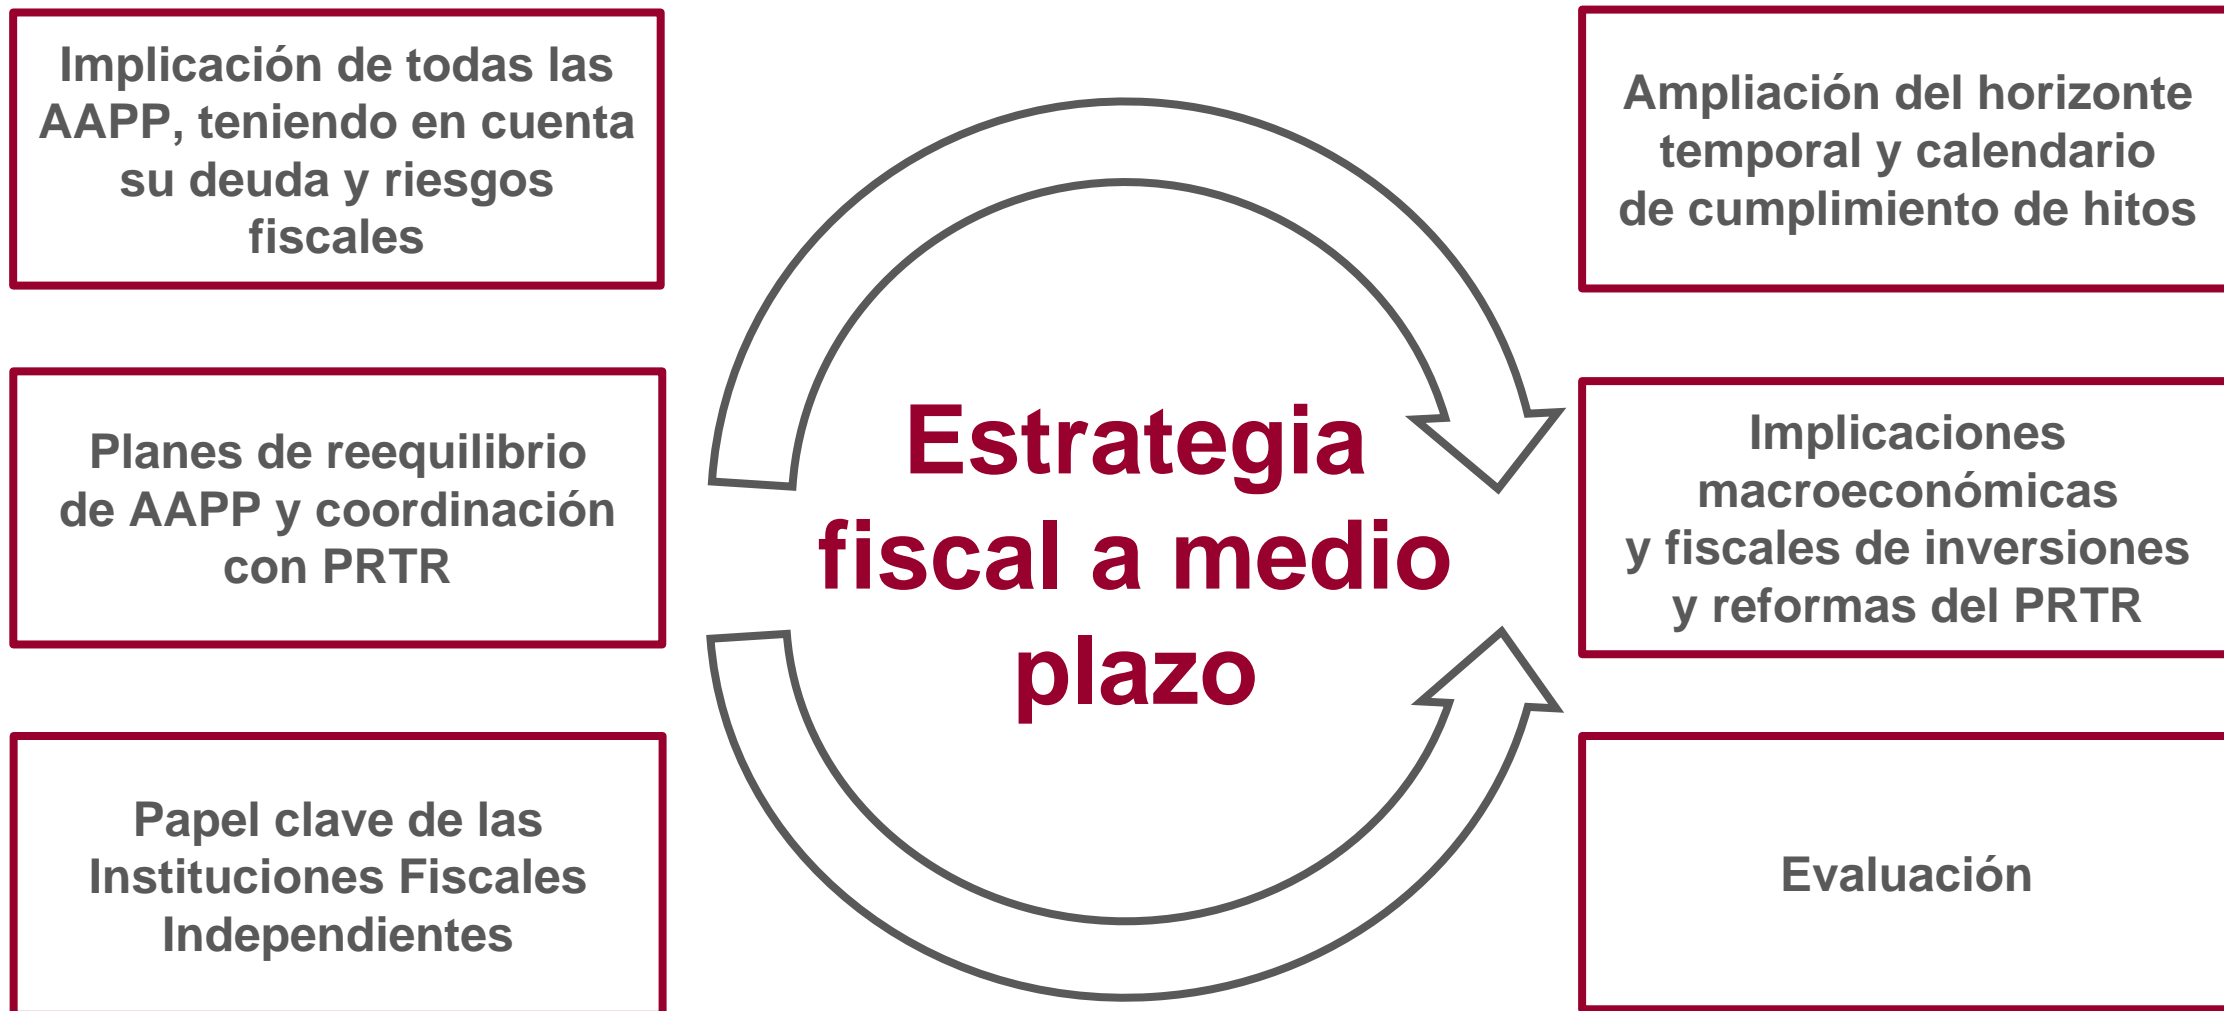 Implicación de todas las
AAPP, teniendo en cuenta
su deuda y riesgos
fiscales
Planes de reequilibrio
de AAPP y coordinación
con PRTR
Papel clave de las
Instituciones Fiscales
Independientes
Estrategia
fiscal a medio
plazo
Ampliación del horizonte
temporal y calendario
de cumplimiento de hitos
Implicaciones
macroeconómicas
y fiscales de inversiones
y reformas del PRTR
Evaluación